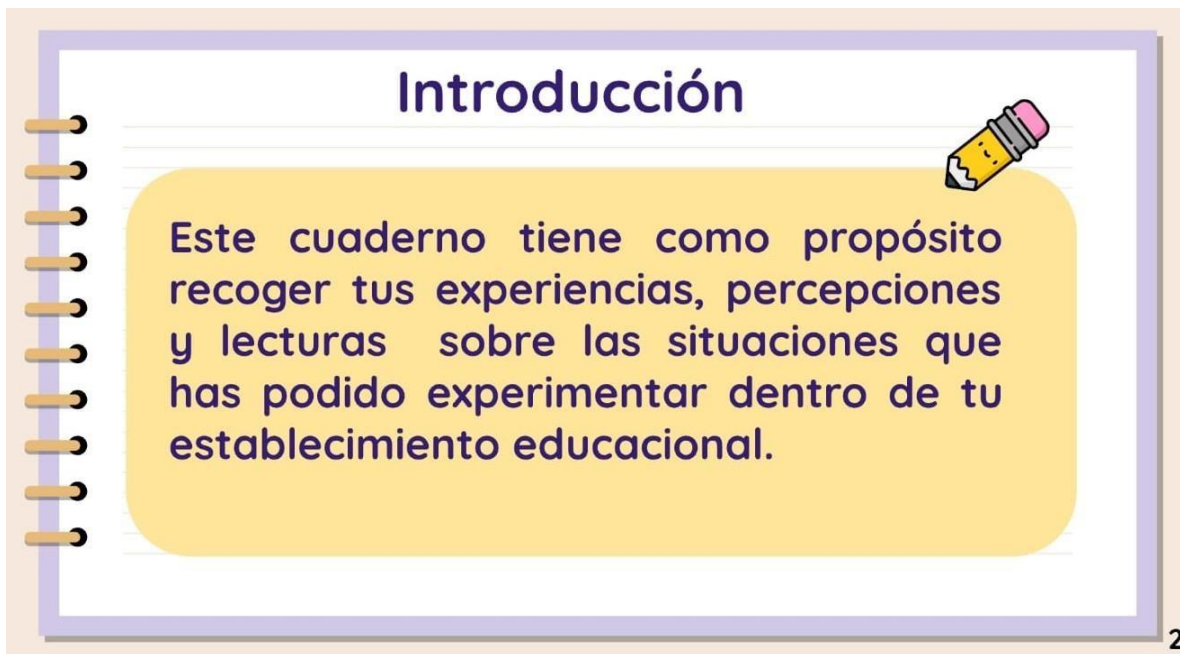 Introducción
Este cuaderno tiene como propósito
recoger tus experiencias, percepciones
y lecturas sobre las situaciones que
has podido experimentar dentro de tu
establecimiento educacional.
2